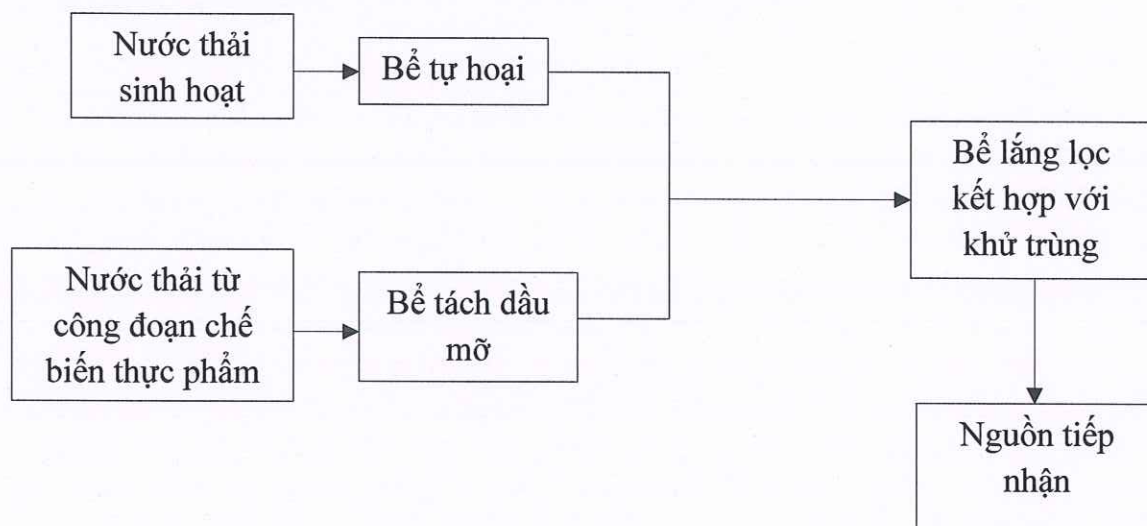 Nước thải
sinh hoạt
Bể tự hoại
Nước thải từ
công đoạn chế
biến thực phẩm
Bể tách dầu
mỡ
Bể lắng lọc
kết hợp với
khử trùng
Nguồn tiếp
nhận